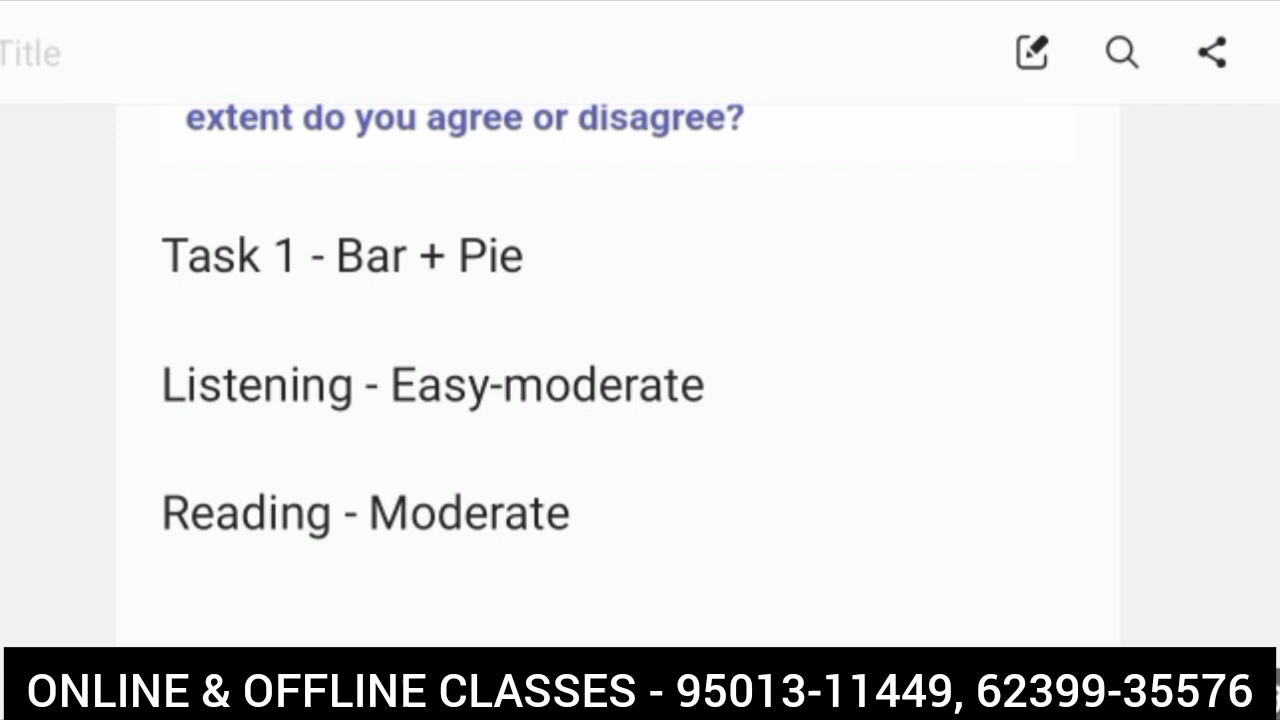 Title
extent do you agree or disagree?
Task 1 - Bar + Pie
Listening - Easy-moderate
Reading - Moderate
ONLINE & OFFLINE CLASSES - 95013-11449, 62399-35576